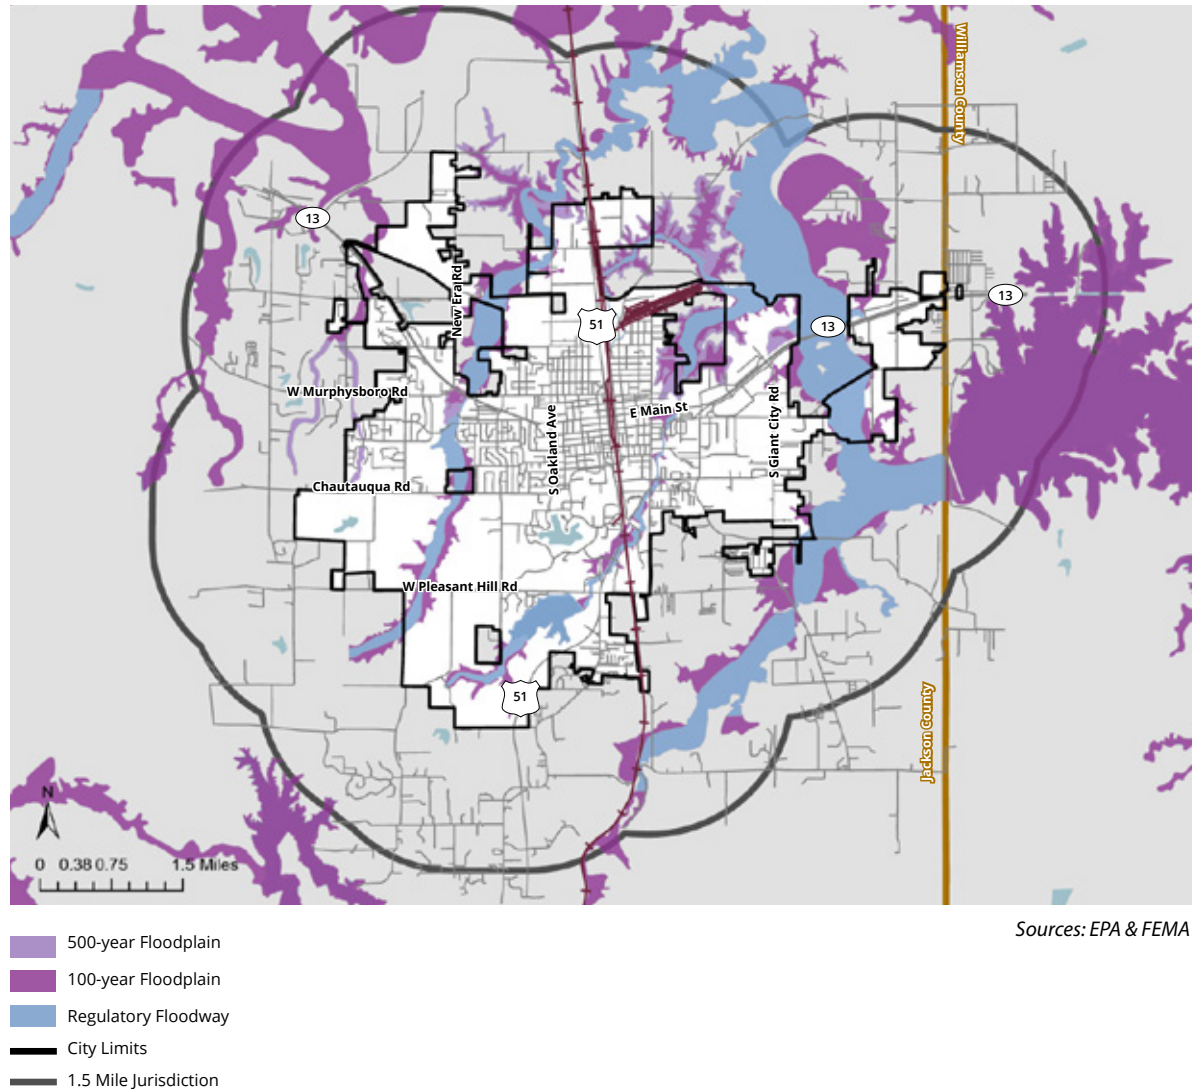 Williamson County
13
New Era Rd
13
51
13
W Murphysboro Rd
E Main St
S Oakland Ave
S Giant City Rd
Chautauqua Rd
W Pleasant Hill Rd
51
Jackson County
N
0 0.38 0.75 1.5 Miles
Sources: EPA & FEMA
500-year Floodplain
100-year Floodplain
Regulatory Floodway
City Limits
1.5 Mile Jurisdiction